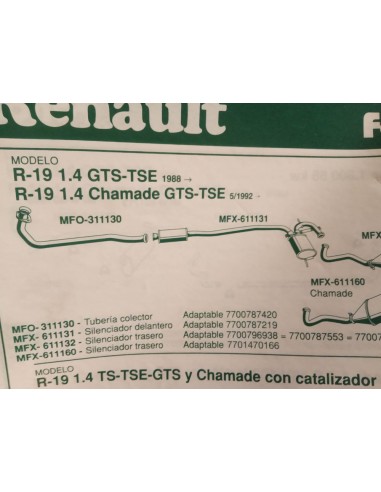 Renault
MODELO
R-19 1.4 GTS-TSE 1988 →
R-19 1.4 Chamade GTS-TSE 5/1992 -
MFO-311130
MFX-611131
MFX-611160
Chamade
MFO- 311130 - Tubería colector Adaptable 7700787420
MFX- 611131 - Silenciador delantero Adaptable 7700787219
MFX- 611132 - Silenciador trasero Adaptable 7700796938 = 7700787553 = 77007
MFX-611160 - Silenciador trasero Adaptable 7701470166
MODELO
R-19 1.4 TS-TSE-GTS y Chamade con catalizador